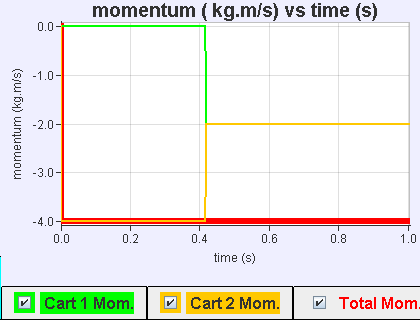 momentum ( kg.m/s) vs time (s)
0.0
-1.0
-2.0
-3.0
-4.0
momentum (kg.m/s)
0.0 0.2 0.4 0.6 0.8 1.0
time (s)
Cart 1 Mom. Cart 2 Mom. Total Mom.